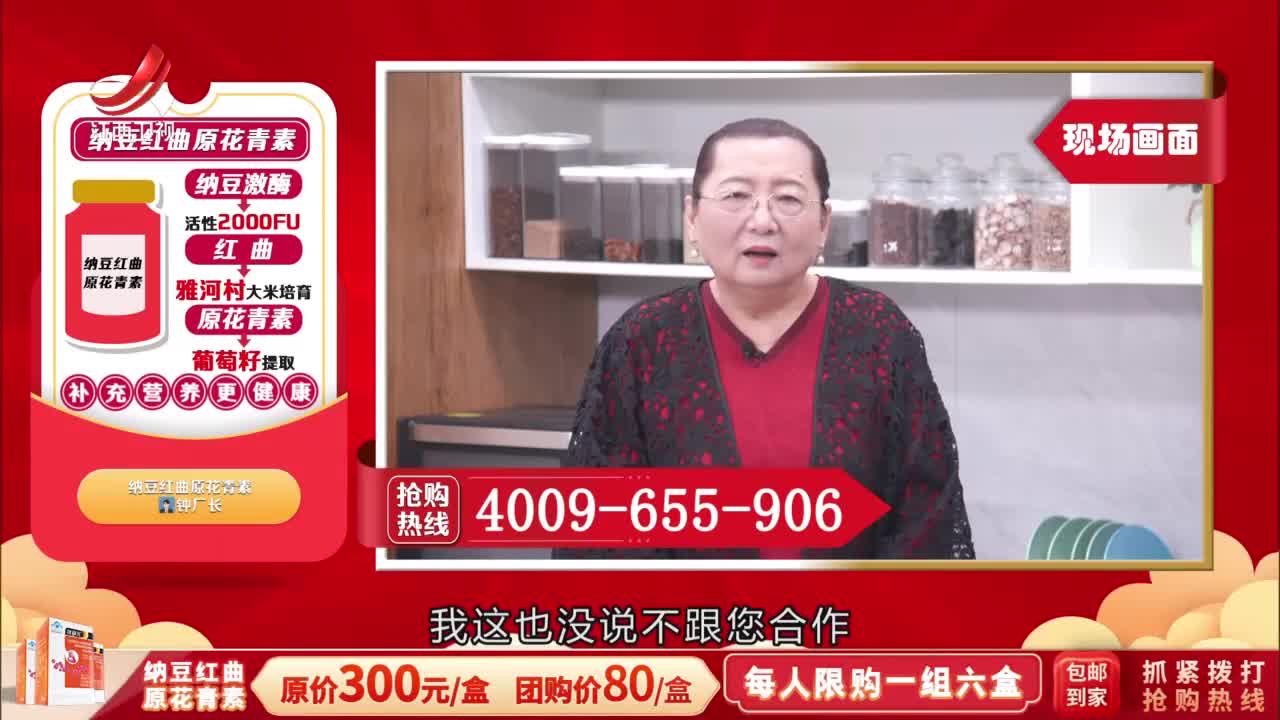 江西卫视
纳豆红曲原花青素
纳豆激酶
活性2000FU
红曲
雅河村大米培育
原花青素
葡萄籽提取
纳豆红曲
原花青素
补充营养更健康
纳豆红曲原花青素
钟厂长
现场画面
抢购
热线
4009-655-906
我这也没说不跟您合作
纳豆红曲
原花青素
原价300元/盒 团购价80/盒
每人限购一组六盒
包邮
到家
抓紧拨打
抢购热线